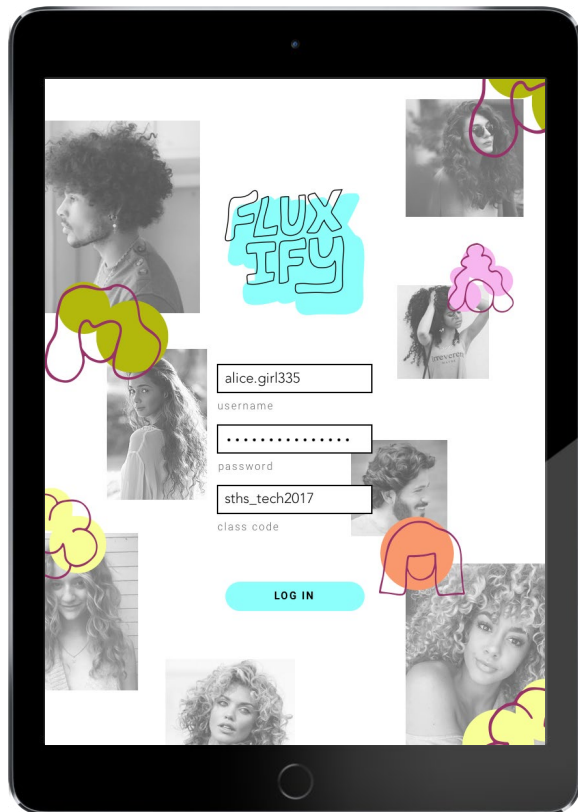 FLUX
IFY
alice.girl335
username
•••••••••••••••
password
sths_tech2017
class code
LOG IN